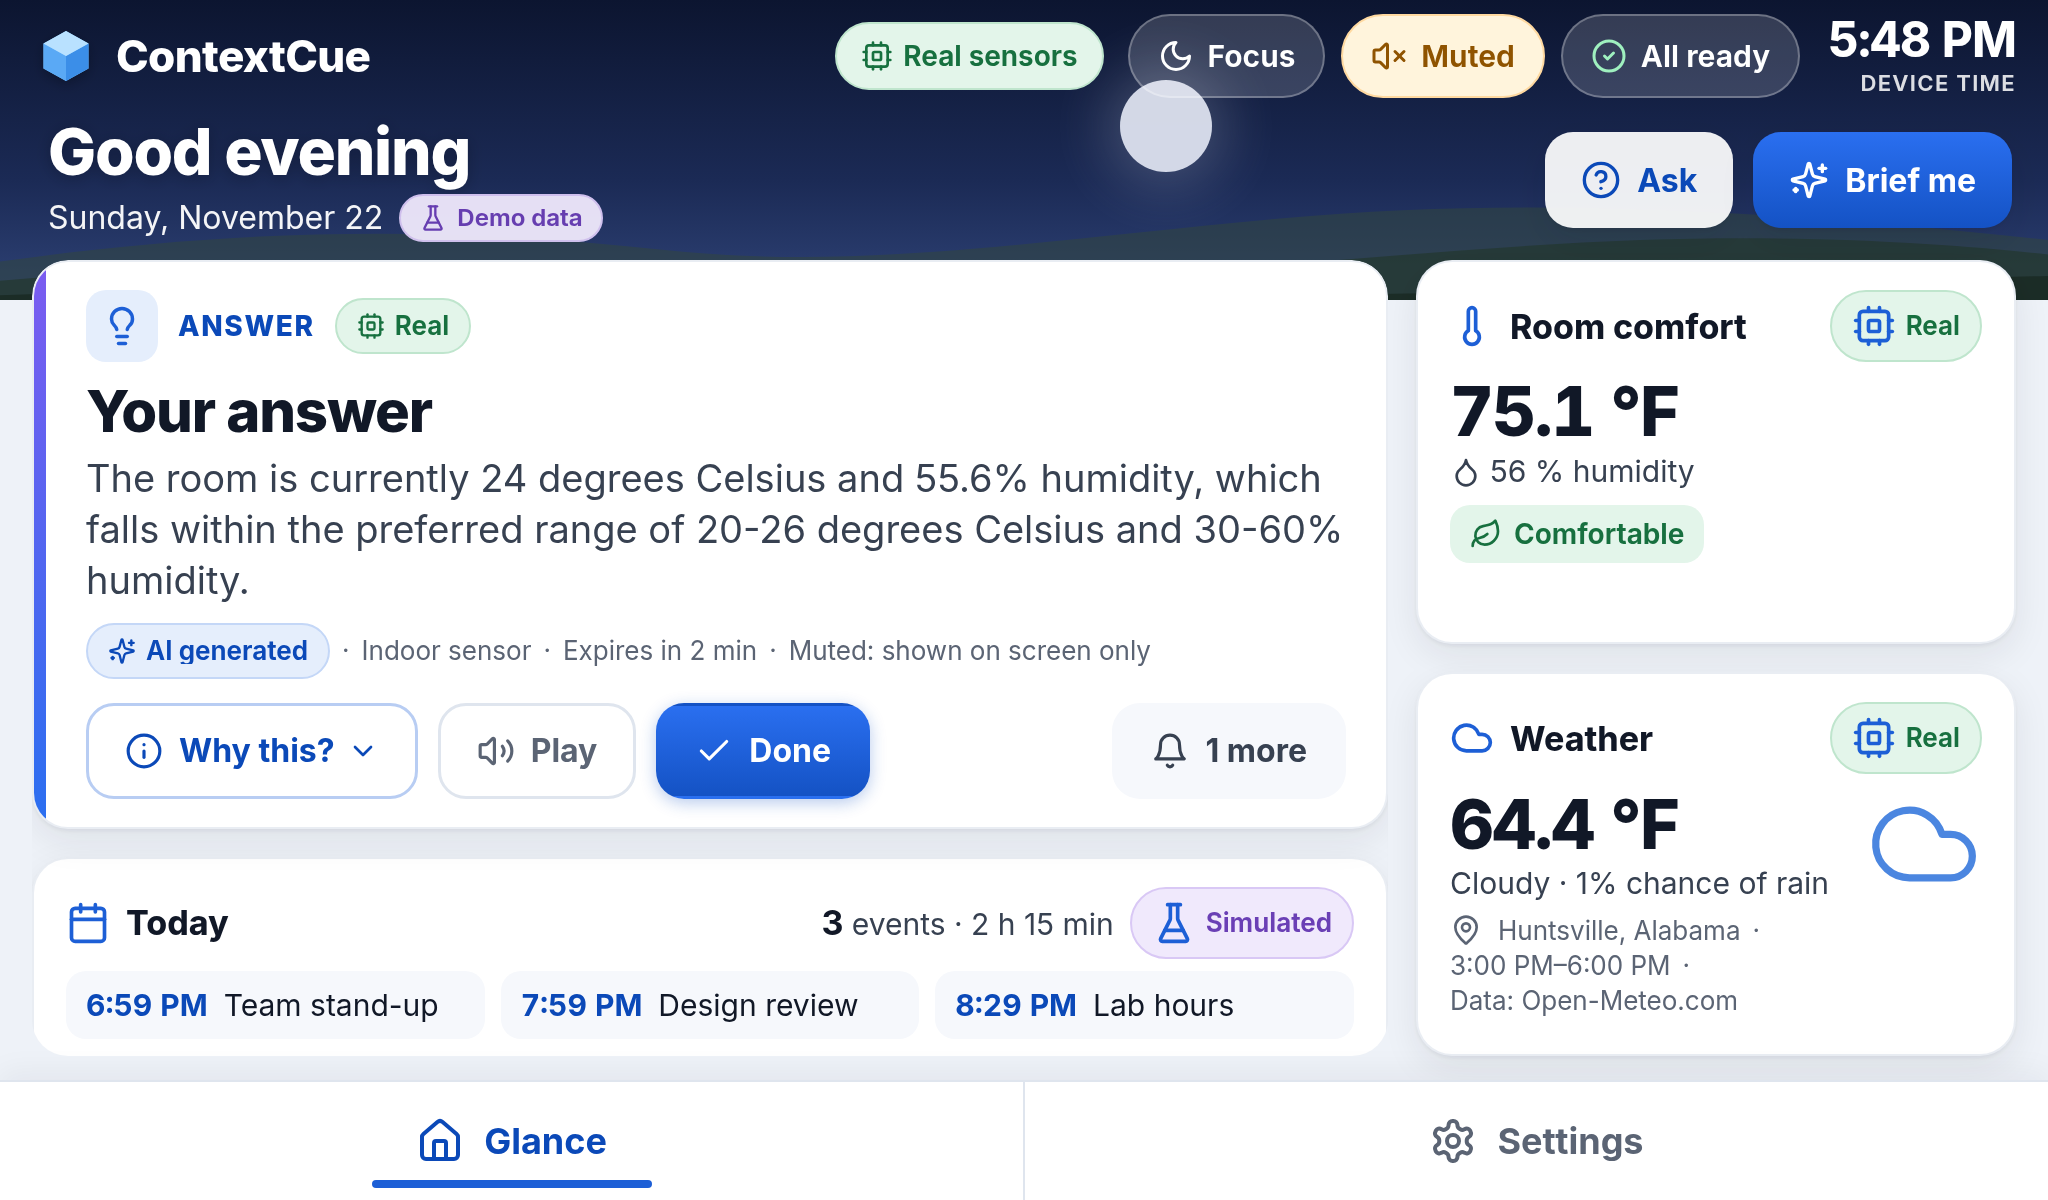 ContextCue
Real sensors
Focus
Muted
All ready
5:48 PM
DEVICE TIME
Good evening
Sunday, November 22
Demo data
Ask
Brief me
ANSWER
Real
Your answer
The room is currently 24 degrees Celsius and 55.6% humidity, which
falls within the preferred range of 20-26 degrees Celsius and 30-60%
humidity.
AI generated · Indoor sensor · Expires in 2 min · Muted: shown on screen only
Why this?
Play
Done
1 more
Room comfort
Real
75.1 °F
56 % humidity
Comfortable
Weather
Real
64.4 °F
Cloudy · 1% chance of rain
Huntsville, Alabama ·
3:00 PM–6:00 PM ·
Data: Open-Meteo.com
Today
3 events · 2 h 15 min
Simulated
6:59 PM Team stand-up
7:59 PM Design review
8:29 PM Lab hours
Glance
Settings